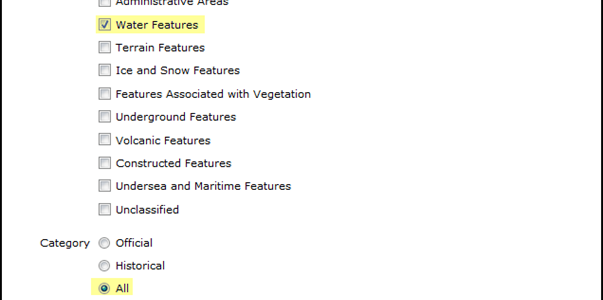 Administrative Areas
Water Features
Terrain Features
Ice and Snow Features
Features Associated with Vegetation
Underground Features
Volcanic Features
Constructed Features
Undersea and Maritime Features
Unclassified
Category Official
Historical
All